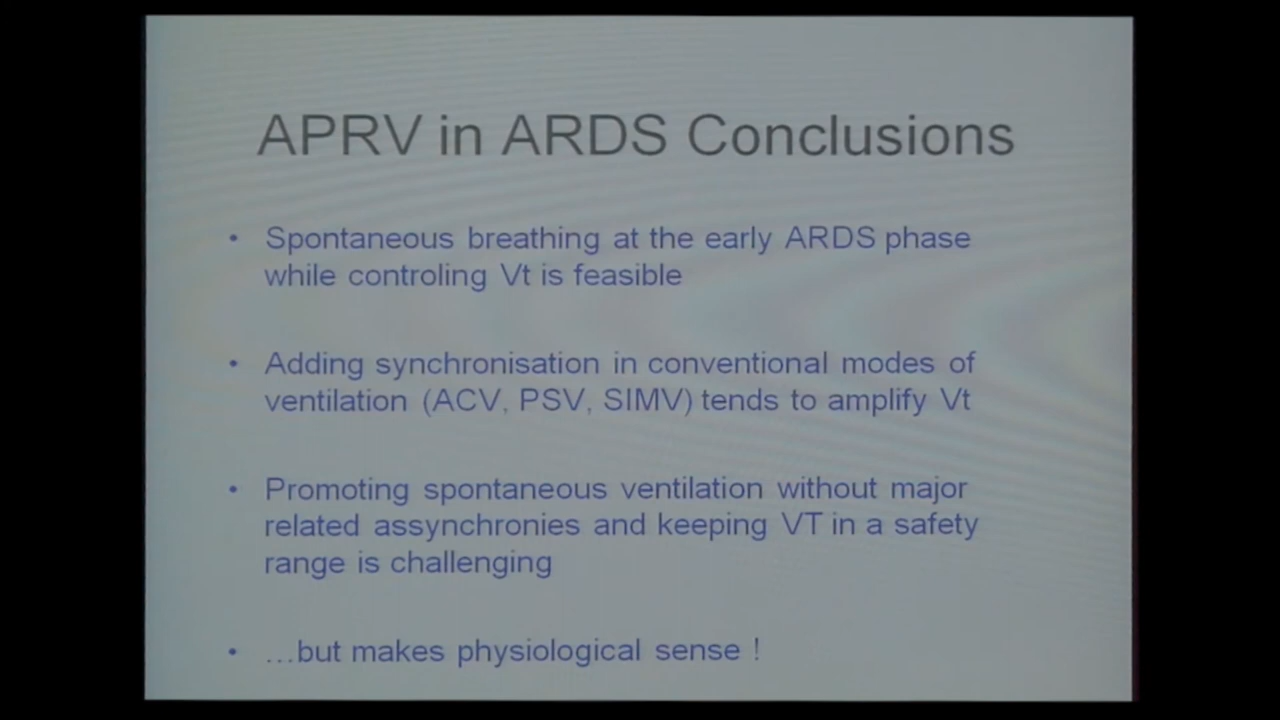 APRV in ARDS Conclusions
• Spontaneous breathing at the early ARDS phase
while controling Vt is feasible
• Adding synchronisation in conventional modes of
ventilation (ACV, PSV, SIMV) tends to amplify Vt
• Promoting spontaneous ventilation without major
related assynchronies and keeping VT in a safety
range is challenging
• …but makes physiological sense !